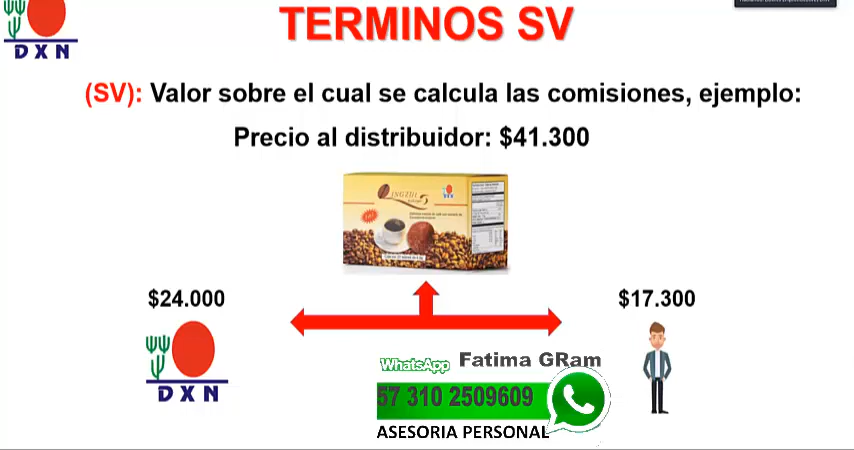 TERMINOS SV
DXN
(SV): Valor sobre el cual se calcula las comisiones, ejemplo:
Precio al distribuidor: $41.300
DXN
$24.000
$17.300
DXN
WhatsApp
Fatima GRam
57 310 2509609
ASESORIA PERSONAL